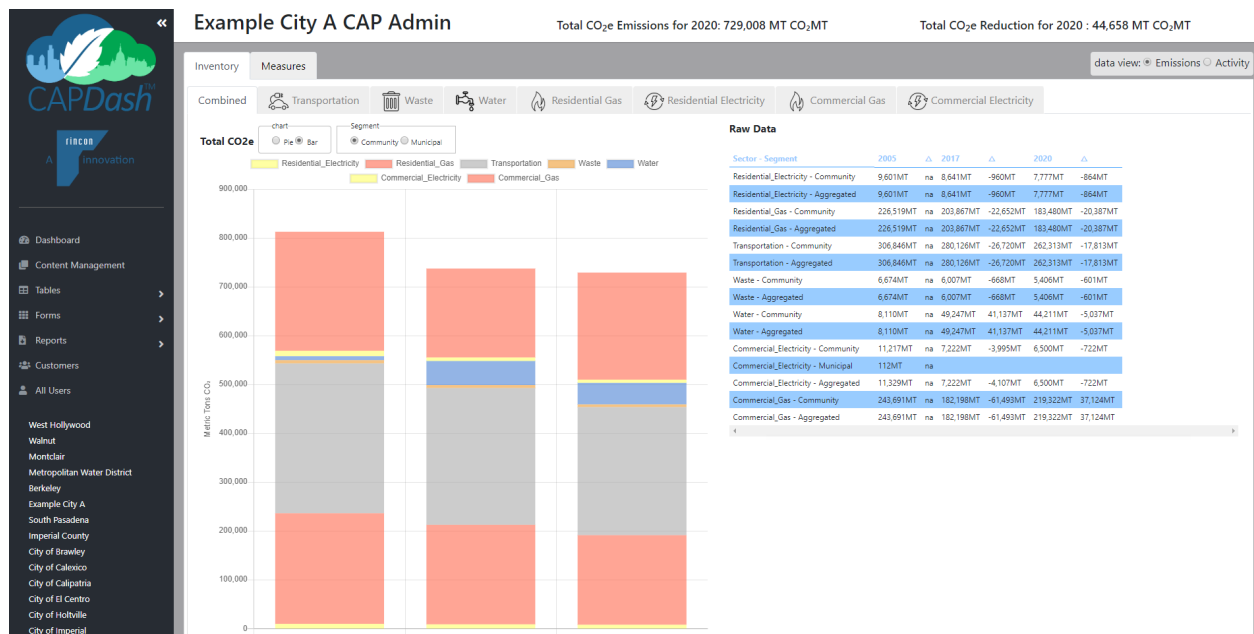 «
CAPDash™
rincon
A innovation
Dashboard
Content Management
Tables
Forms
Reports
Customers
All Users
West Hollywood
Walnut
Montclair
Metropolitan Water District
Berkeley
Example City A
South Pasadena
Imperial County
City of Brawley
City of Calexico
City of Calipatria
City of El Centro
City of Holtville
City of Imperial
Example City A CAP Admin
Total CO₂e Emissions for 2020: 729,008 MT CO₂MT
Total CO₂e Reduction for 2020 : 44,658 MT CO₂MT
Inventory Measures
data view: Emissions Activity
Combined Transportation Waste Water Residential Gas Residential Electricity Commercial Gas Commercial Electricity
Total CO2e
chart
Pie Bar
Segment
Community Municipal
Residential_Electricity Residential_Gas Transportation Waste Water
Commercial_Electricity Commercial_Gas
Metric Tons CO₂
900,000
800,000
700,000
600,000
500,000
400,000
300,000
200,000
100,000
0
Raw Data
Sector - Segment 2005 Δ 2017 Δ 2020 Δ
Residential_Electricity - Community 9,601MT na 8,641MT -960MT 7,777MT -864MT
Residential_Electricity - Aggregated 9,601MT na 8,641MT -960MT 7,777MT -864MT
Residential_Gas - Community 226,519MT na 203,867MT -22,652MT 183,480MT -20,387MT
Residential_Gas - Aggregated 226,519MT na 203,867MT -22,652MT 183,480MT -20,387MT
Transportation - Community 306,846MT na 280,126MT -26,720MT 262,313MT -17,813MT
Transportation - Aggregated 306,846MT na 280,126MT -26,720MT 262,313MT -17,813MT
Waste - Community 6,674MT na 6,007MT -668MT 5,406MT -601MT
Waste - Aggregated 6,674MT na 6,007MT -668MT 5,406MT -601MT
Water - Community 8,110MT na 49,247MT 41,137MT 44,211MT -5,037MT
Water - Aggregated 8,110MT na 49,247MT 41,137MT 44,211MT -5,037MT
Commercial_Electricity - Community 11,217MT na 7,222MT -3,995MT 6,500MT -722MT
Commercial_Electricity - Municipal 112MT na
Commercial_Electricity - Aggregated 11,329MT na 7,222MT -4,107MT 6,500MT -722MT
Commercial_Gas - Community 243,691MT na 182,198MT -61,493MT 219,322MT 37,124MT
Commercial_Gas - Aggregated 243,691MT na 182,198MT -61,493MT 219,322MT 37,124MT